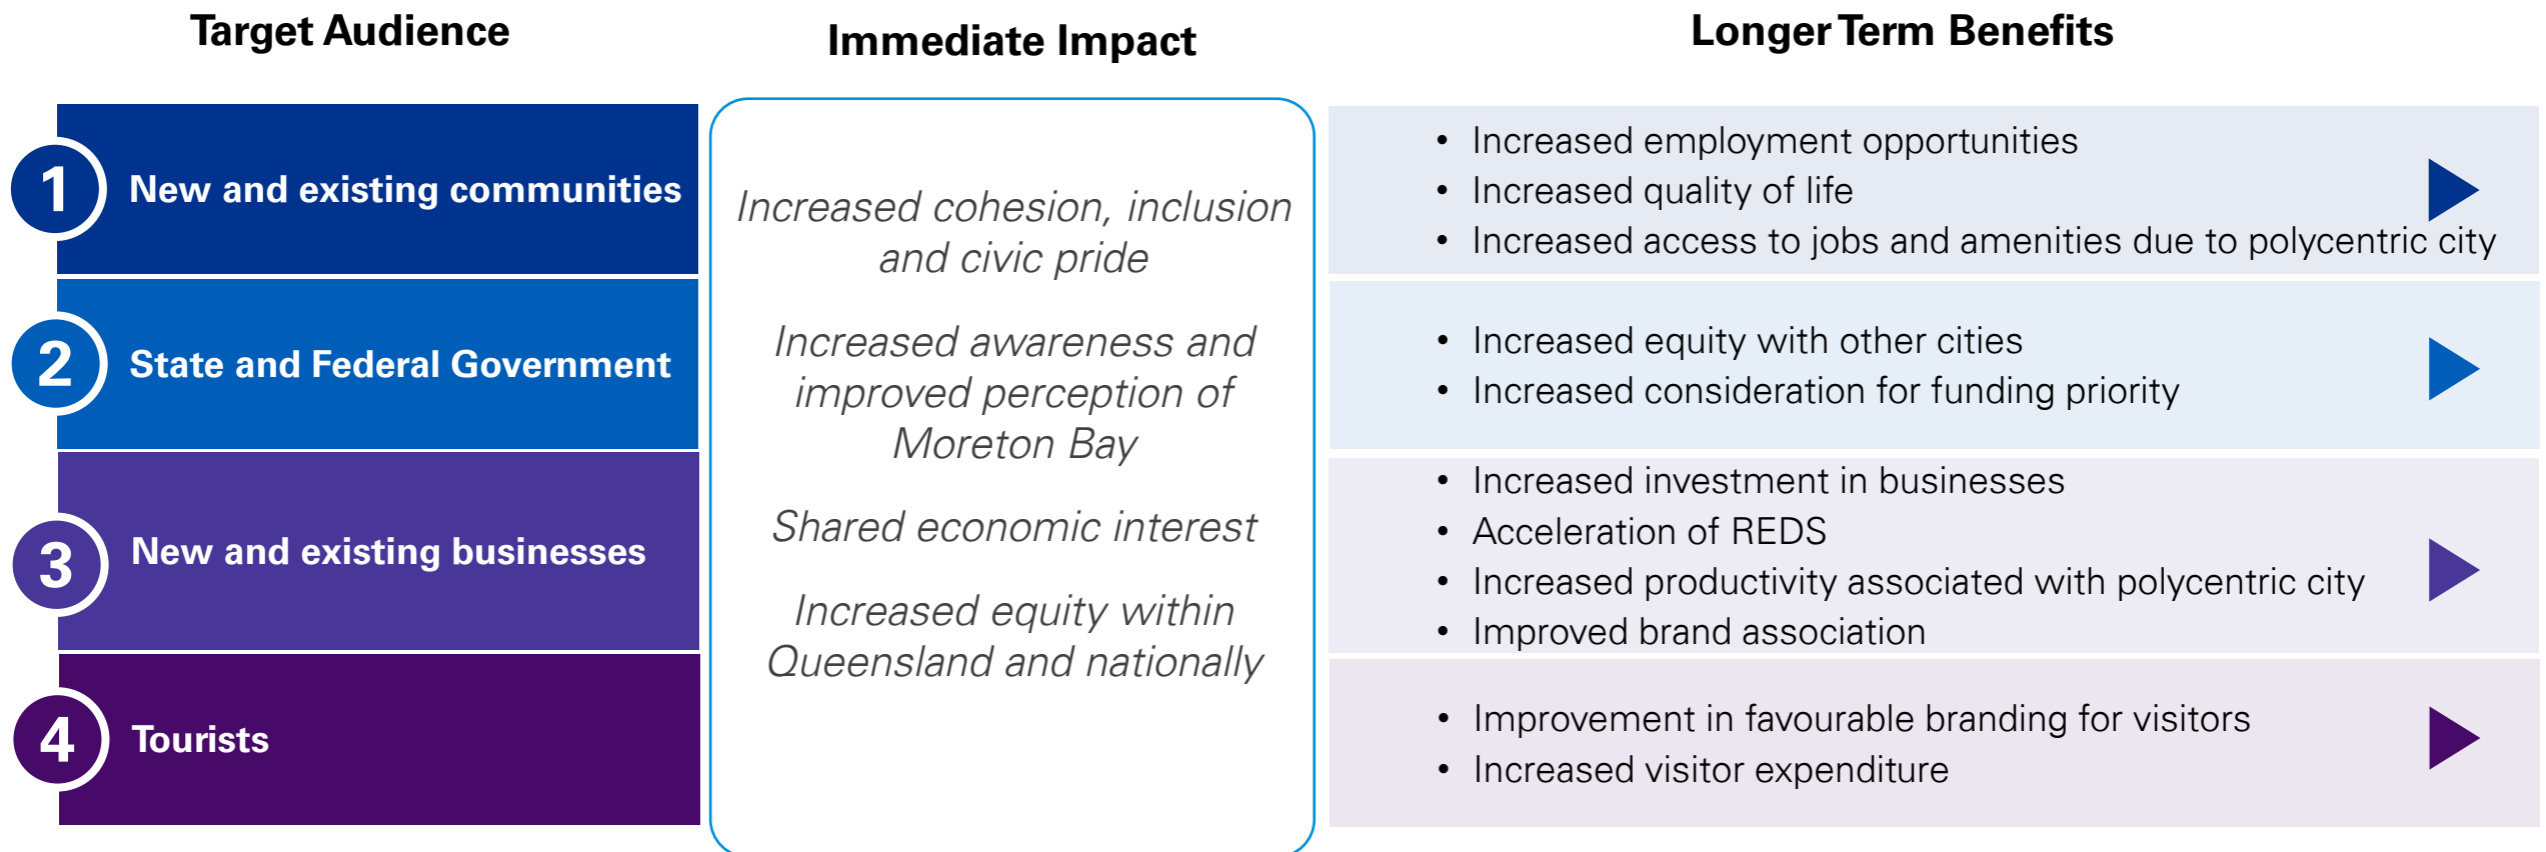 Target Audience
Immediate Impact
Longer Term Benefits
1
New and existing communities
2
State and Federal Government
3
New and existing businesses
4
Tourists
Increased cohesion, inclusion
and civic pride
Increased awareness and
improved perception of
Moreton Bay
Shared economic interest
Increased equity within
Queensland and nationally
• Increased employment opportunities
• Increased quality of life
• Increased access to jobs and amenities due to polycentric city
• Increased equity with other cities
• Increased consideration for funding priority
• Increased investment in businesses
• Acceleration of REDS
• Increased productivity associated with polycentric city
• Improved brand association
• Improvement in favourable branding for visitors
• Increased visitor expenditure